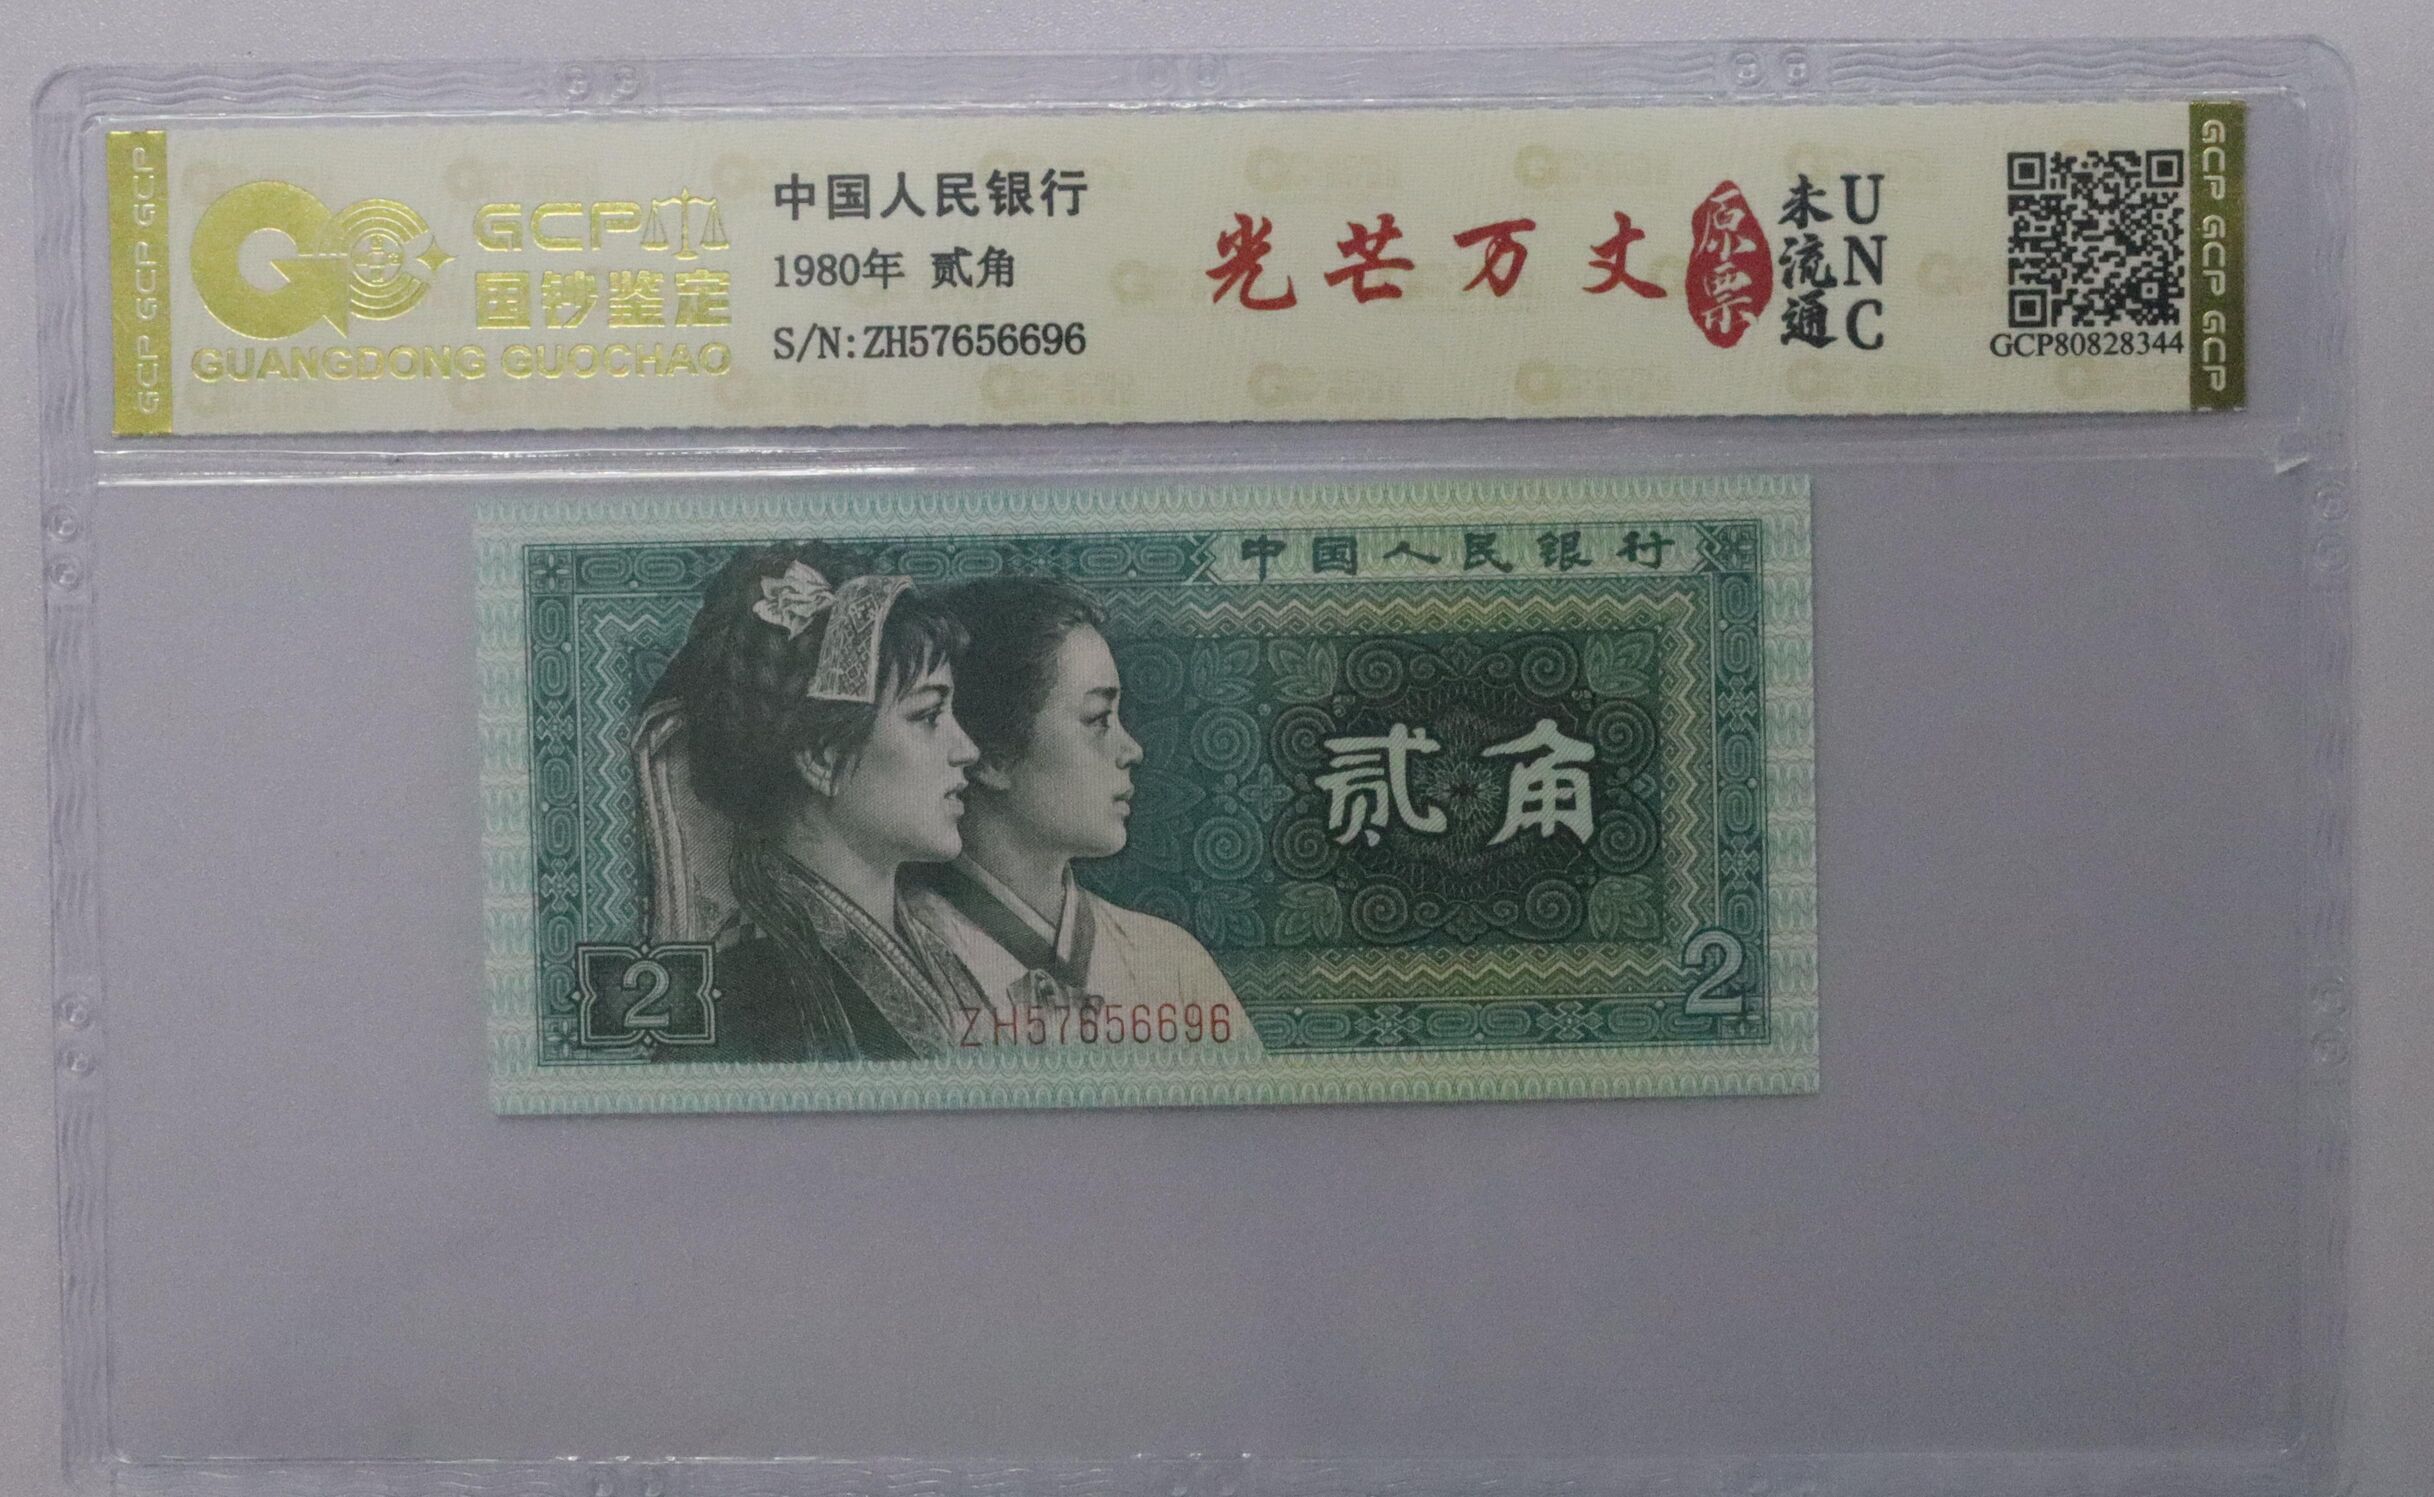 GCP GCP GCP
GCP
国钞鉴定
GUANGDONG GUOCHAO
中国人民银行
1980年 贰角
S/N:ZH57656696
光芒万丈
原票
未流通
UNC
GCP80828344
GCP GCP GCP
中国人民银行
贰角
2
2
ZH57656696